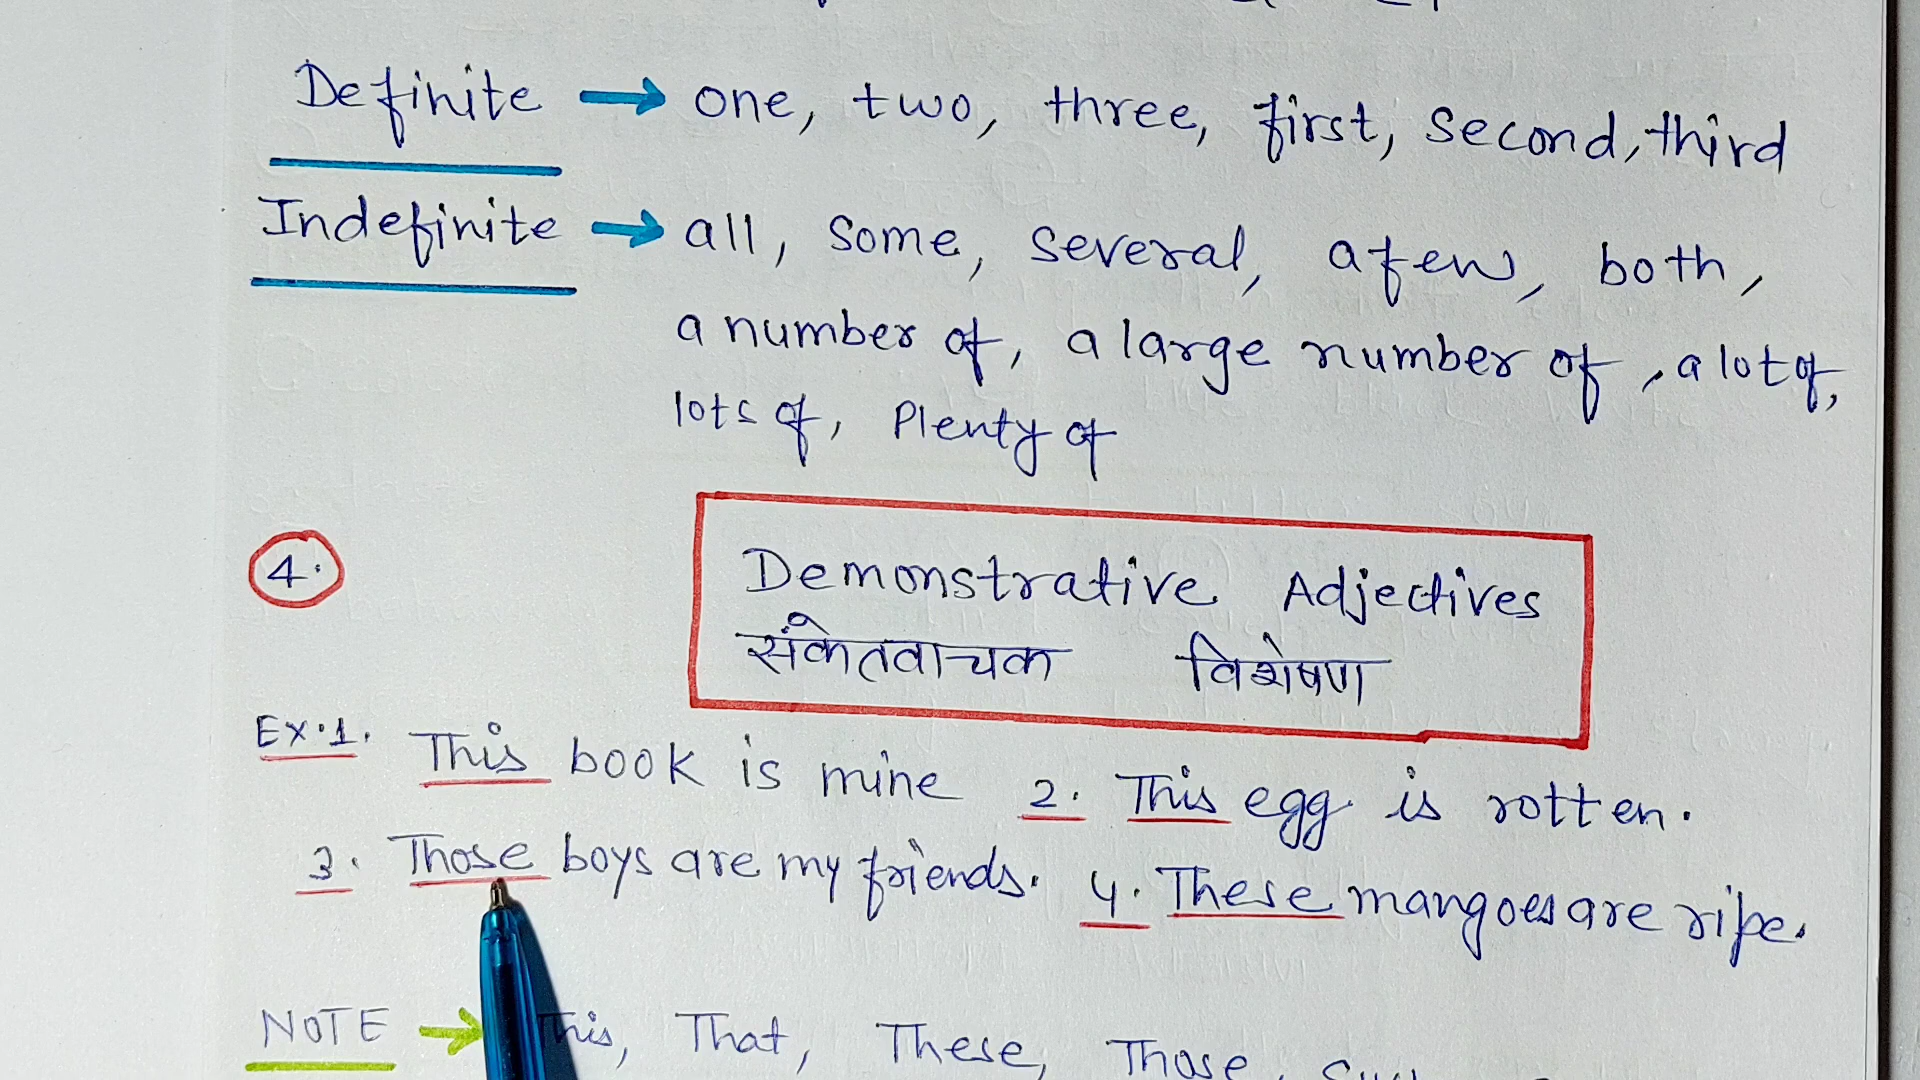 Definite → one, two, three, first, second, third
Indefinite → all, some, several, a few, both,
a number of, a large number of, a lot of,
lots of, Plenty of
4.
Demonstrative Adjectives
संकेतवाचक विशेषण
Ex.1. This book is mine 2. This egg is rotten.
3. Those boys are my friends. 4. These mangoes are ripe.
NOTE → This, That, These, Those,